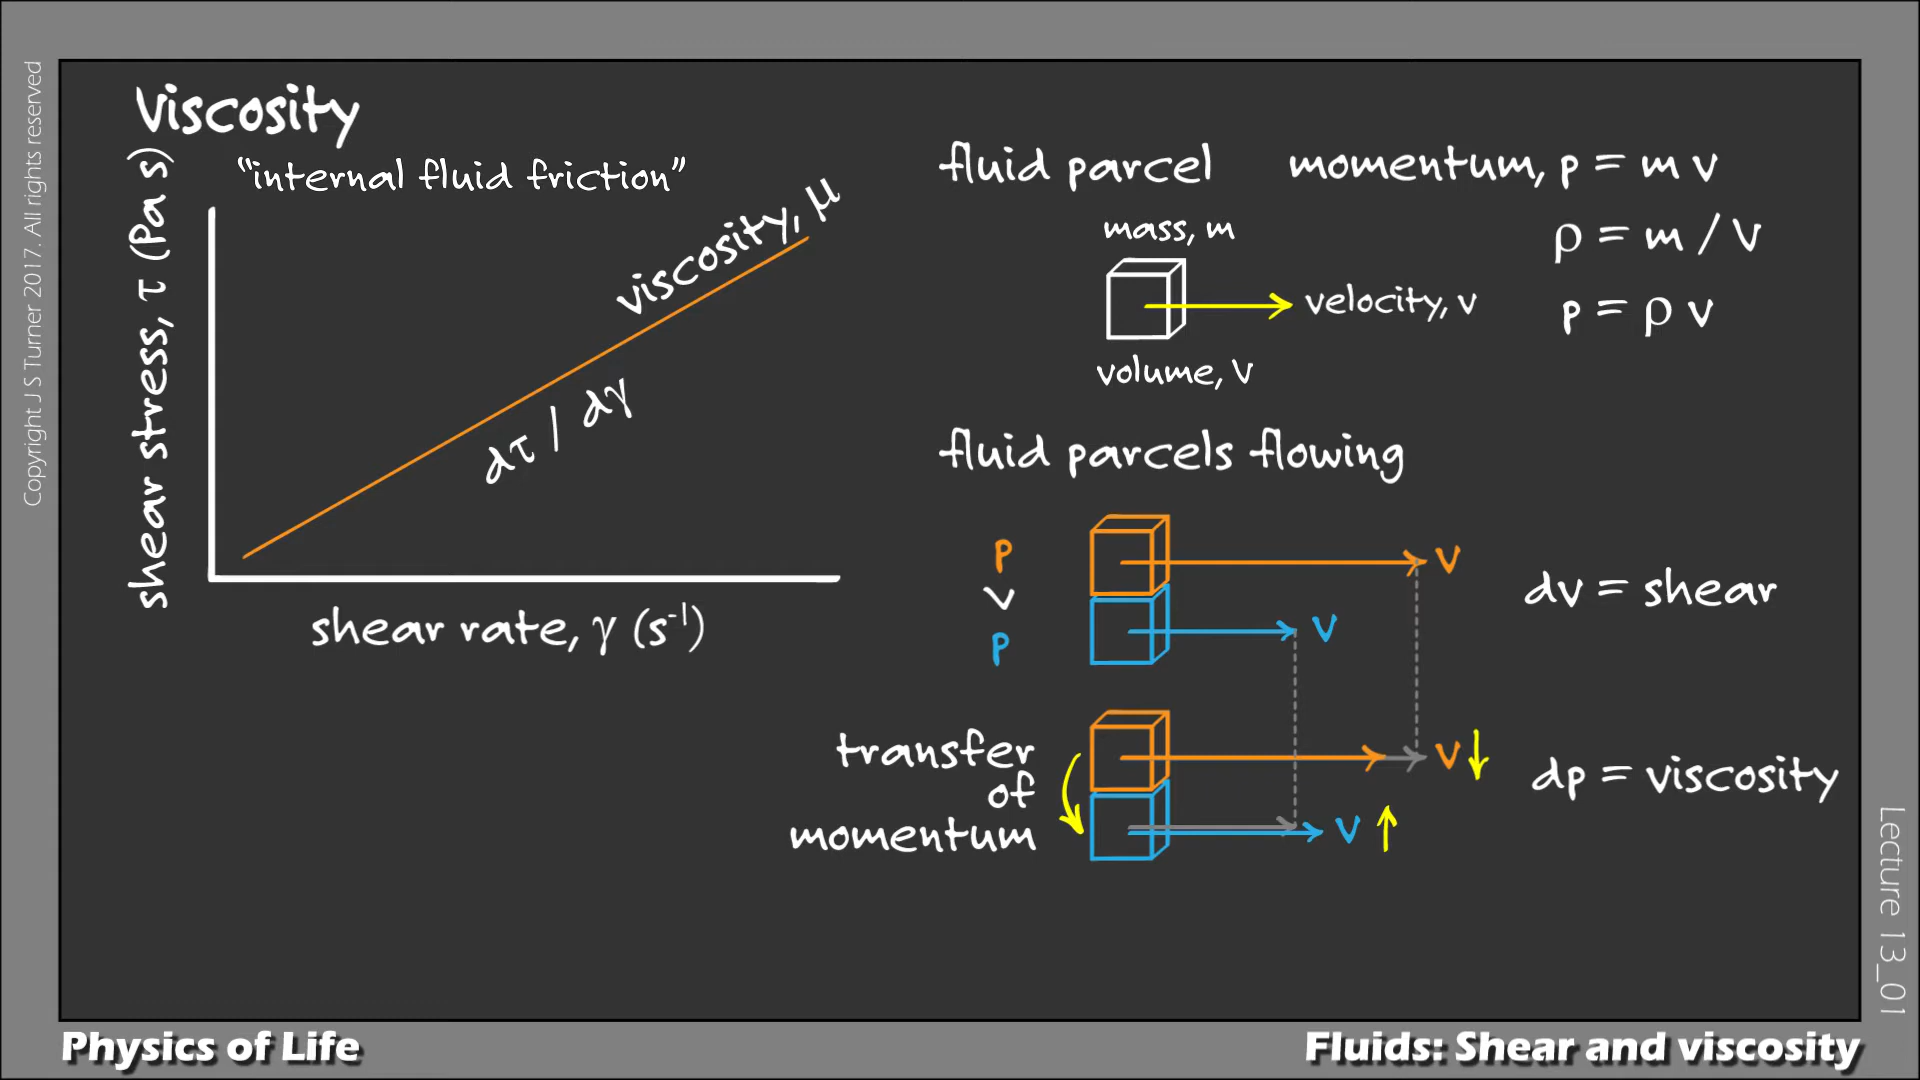 Viscosity
"internal fluid friction"
shear stress, τ (Pa s)
viscosity, μ
dτ / dγ
shear rate, γ (s⁻¹)
fluid parcel
momentum, p = m v
mass, m
ρ = m / V
velocity, v
p = ρ v
volume, V
fluid parcels flowing
p
v
V
p
v
dv = shear
transfer
of
momentum
v
v
dp = viscosity
Copyright J S Turner 2017. All rights reserved
Lecture 13_01
Physics of Life
Fluids: Shear and viscosity